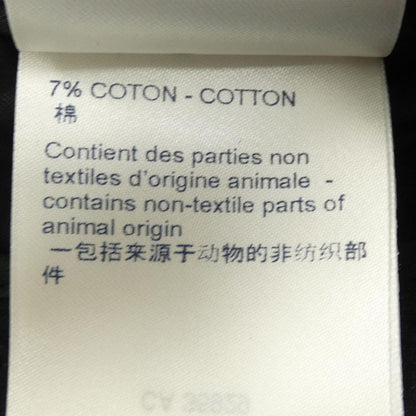 7% COTON - COTTON
棉
Contient des parties non
textiles d'origine animale -
contains non-textile parts of
animal origin
一包括来源于动物的非纺织部
件